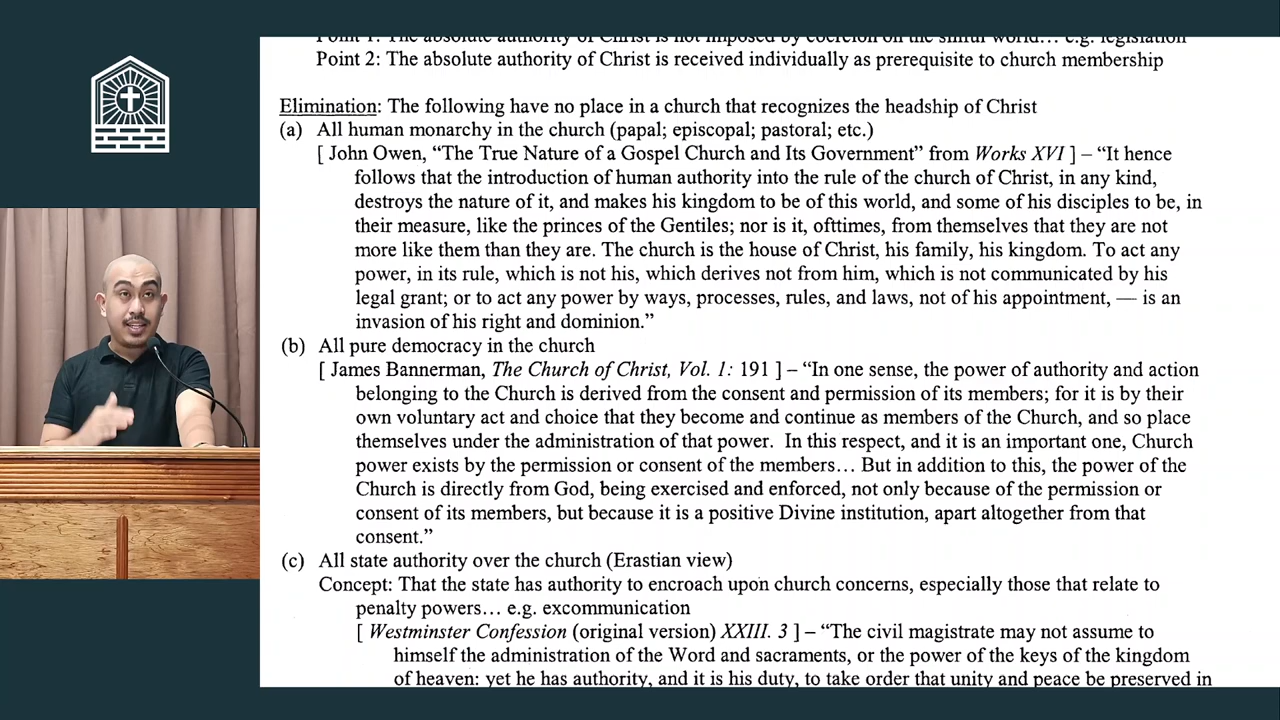 Point 1: The absolute authority of Christ is not imposed by coercion on the sinful world… e.g. legislation
Point 2: The absolute authority of Christ is received individually as prerequisite to church membership
Elimination: The following have no place in a church that recognizes the headship of Christ
(a) All human monarchy in the church (papal; episcopal; pastoral; etc.)
[ John Owen, “The True Nature of a Gospel Church and Its Government” from Works XVI ] – “It hence
follows that the introduction of human authority into the rule of the church of Christ, in any kind,
destroys the nature of it, and makes his kingdom to be of this world, and some of his disciples to be, in
their measure, like the princes of the Gentiles; nor is it, ofttimes, from themselves that they are not
more like them than they are. The church is the house of Christ, his family, his kingdom. To act any
power, in its rule, which is not his, which derives not from him, which is not communicated by his
legal grant; or to act any power by ways, processes, rules, and laws, not of his appointment, — is an
invasion of his right and dominion.”
(b) All pure democracy in the church
[ James Bannerman, The Church of Christ, Vol. 1: 191 ] – “In one sense, the power of authority and action
belonging to the Church is derived from the consent and permission of its members; for it is by their
own voluntary act and choice that they become and continue as members of the Church, and so place
themselves under the administration of that power. In this respect, and it is an important one, Church
power exists by the permission or consent of the members… But in addition to this, the power of the
Church is directly from God, being exercised and enforced, not only because of the permission or
consent of its members, but because it is a positive Divine institution, apart altogether from that
consent.”
(c) All state authority over the church (Erastian view)
Concept: That the state has authority to encroach upon church concerns, especially those that relate to
penalty powers… e.g. excommunication
[ Westminster Confession (original version) XXIII. 3 ] – “The civil magistrate may not assume to
himself the administration of the Word and sacraments, or the power of the keys of the kingdom
of heaven: yet he has authority, and it is his duty, to take order that unity and peace be preserved in